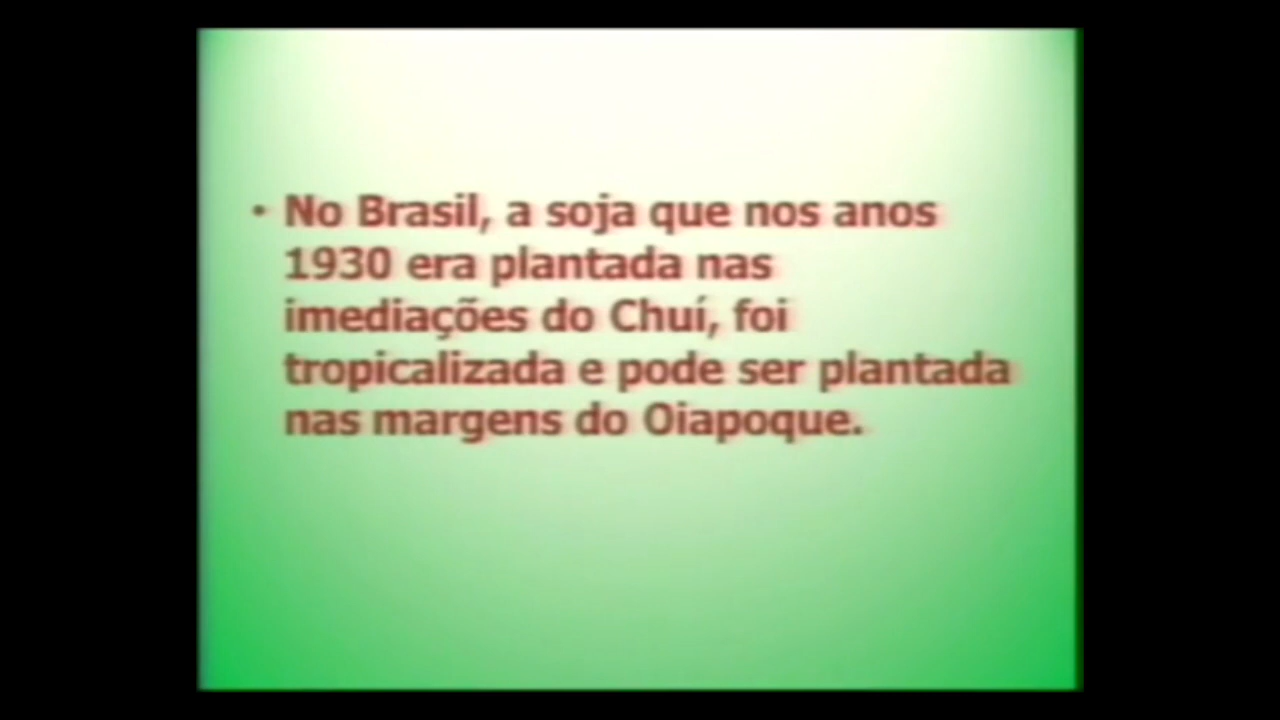 • No Brasil, a soja que nos anos
1930 era plantada nas
imediações do Chuí, foi
tropicalizada e pode ser plantada
nas margens do Oiapoque.